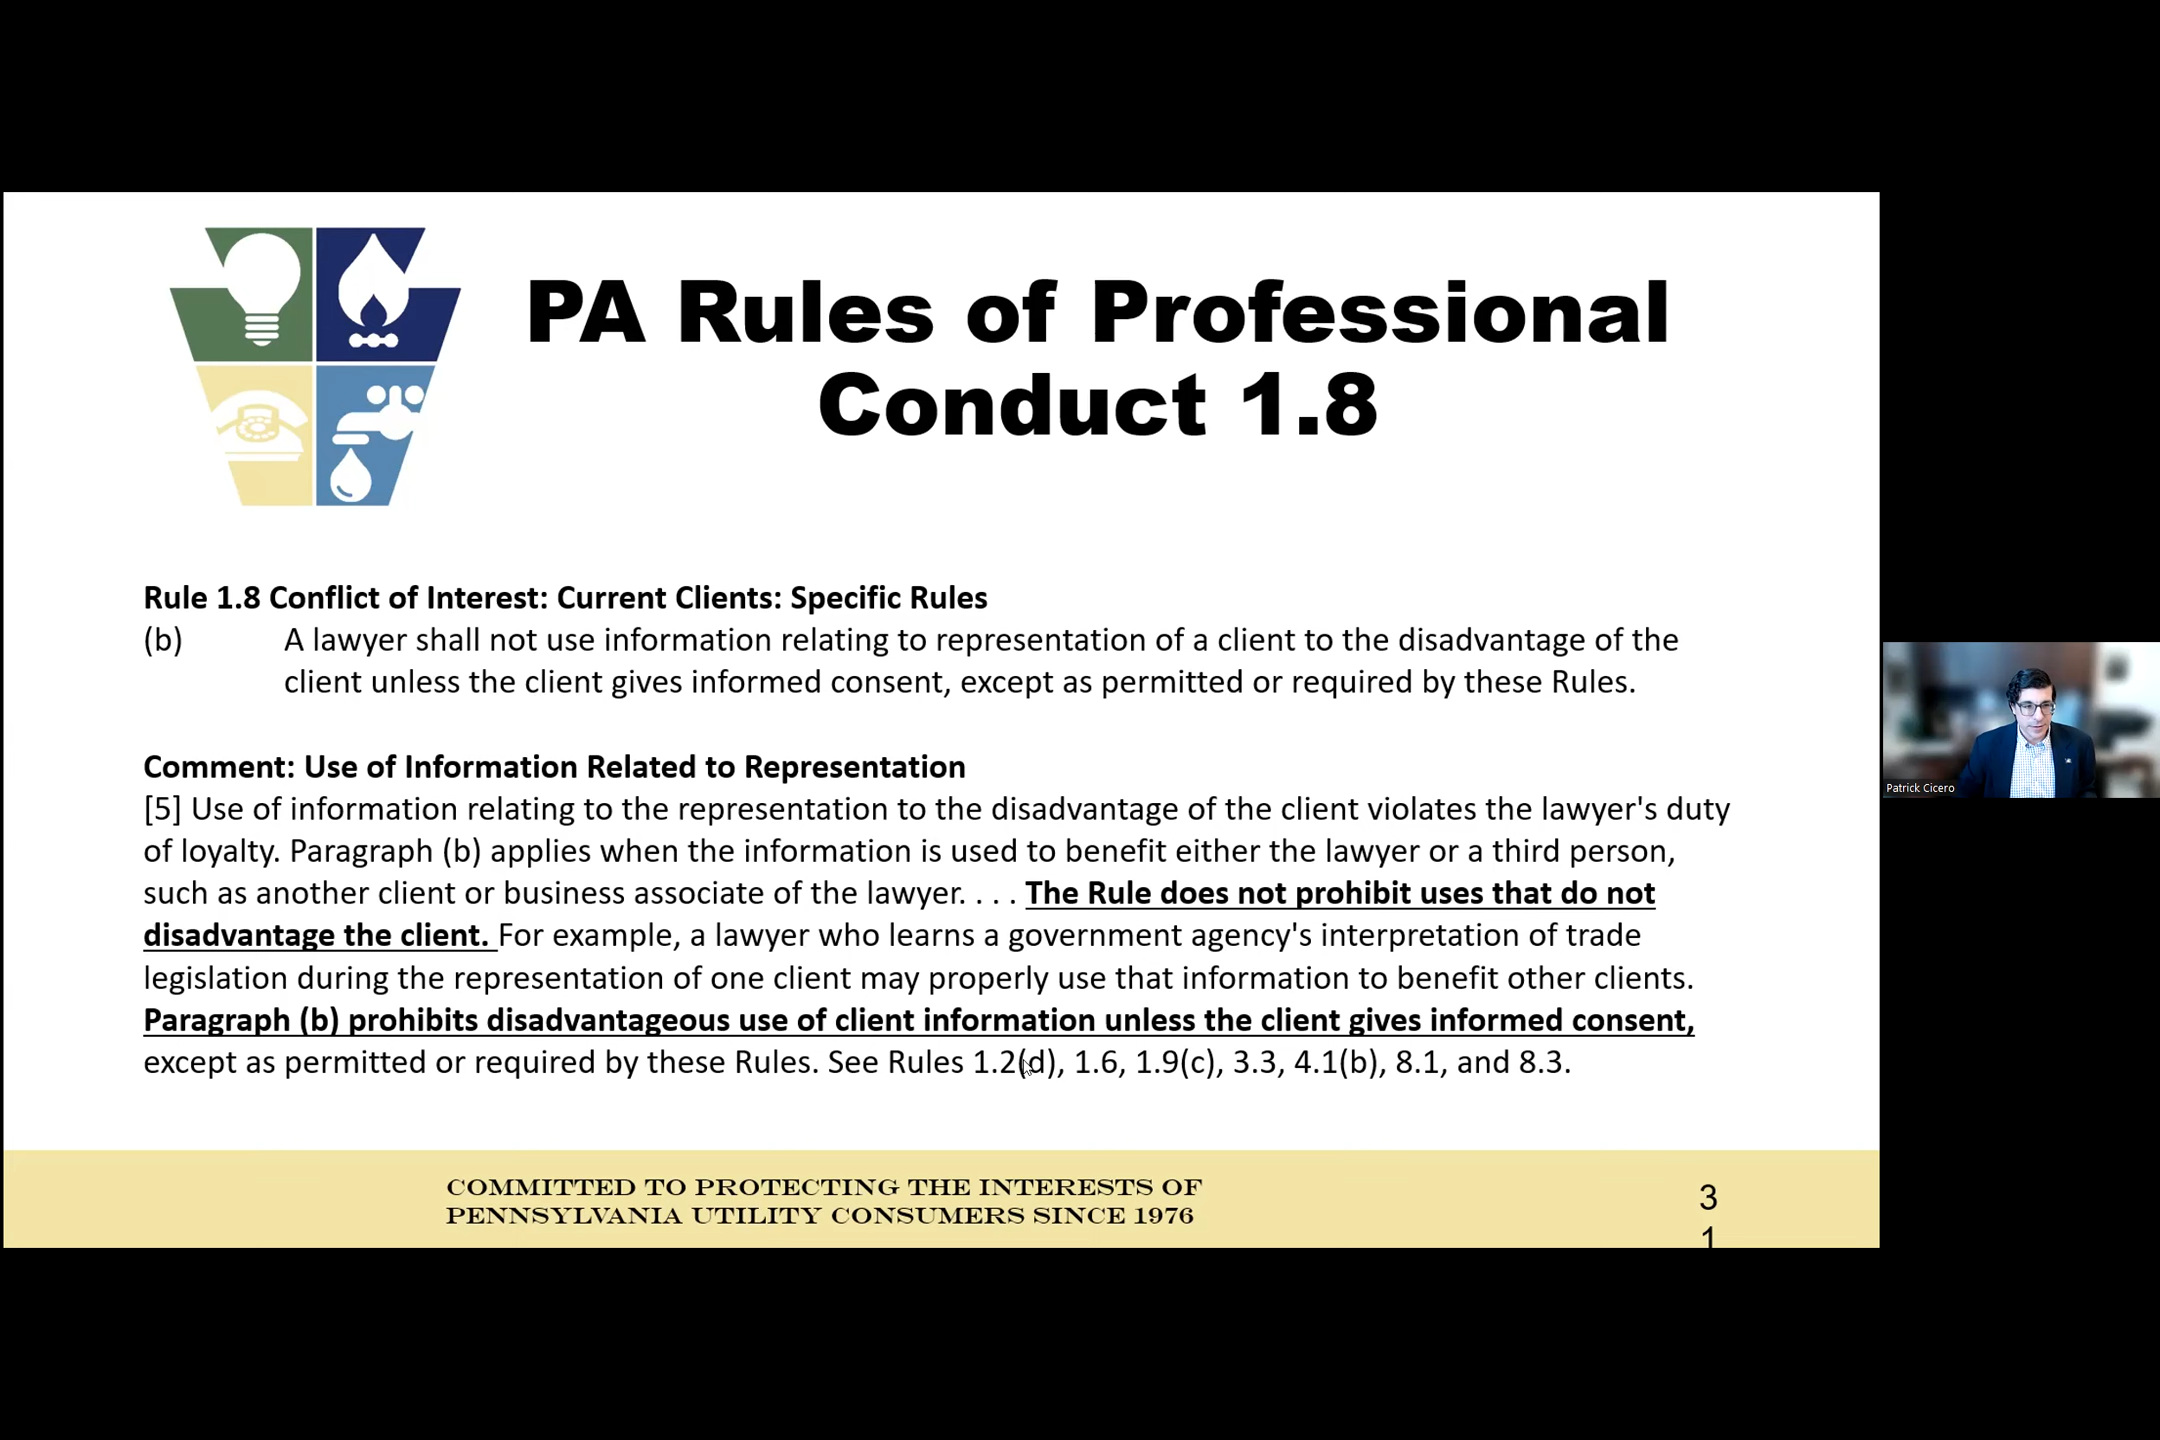 PA Rules of Professional
Conduct 1.8
Rule 1.8 Conflict of Interest: Current Clients: Specific Rules
(b) A lawyer shall not use information relating to representation of a client to the disadvantage of the
client unless the client gives informed consent, except as permitted or required by these Rules.
Comment: Use of Information Related to Representation
[5] Use of information relating to the representation to the disadvantage of the client violates the lawyer's duty
of loyalty. Paragraph (b) applies when the information is used to benefit either the lawyer or a third person,
such as another client or business associate of the lawyer. . . . The Rule does not prohibit uses that do not
disadvantage the client. For example, a lawyer who learns a government agency's interpretation of trade
legislation during the representation of one client may properly use that information to benefit other clients.
Paragraph (b) prohibits disadvantageous use of client information unless the client gives informed consent,
except as permitted or required by these Rules. See Rules 1.2(d), 1.6, 1.9(c), 3.3, 4.1(b), 8.1, and 8.3.
COMMITTED TO PROTECTING THE INTERESTS OF
PENNSYLVANIA UTILITY CONSUMERS SINCE 1976
3
1
Patrick Cicero